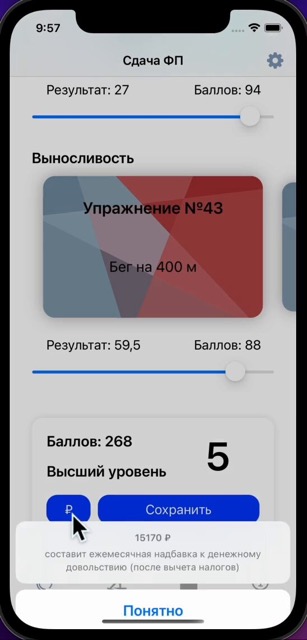 9:57
Сдача ФП
Результат: 27
Баллов: 94
Выносливость
Упражнение №43
Бег на 400 м
Результат: 59,5
Баллов: 88
Баллов: 268
5
Высший уровень
₽
Сохранить
15170 ₽
составит ежемесячная надбавка к денежному
довольствию (после вычета налогов)
Понятно